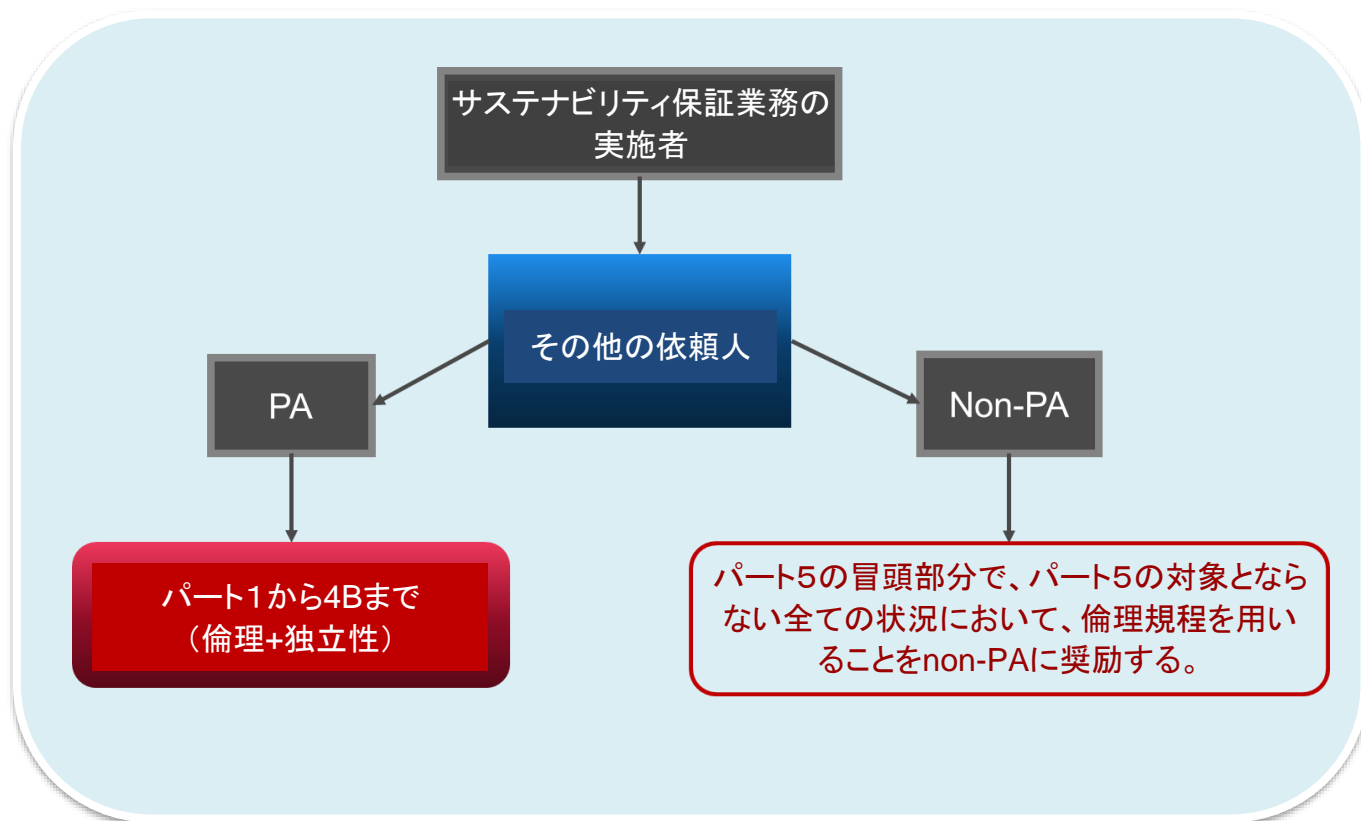 サステナビリティ保証業務の
実施者
その他の依頼人
PA
Non-PA
パート１から4Bまで
（倫理+独立性）
パート５の冒頭部分で、パート５の対象となら
ない全ての状況において、倫理規程を用い
ることをnon-PAに奨励する。